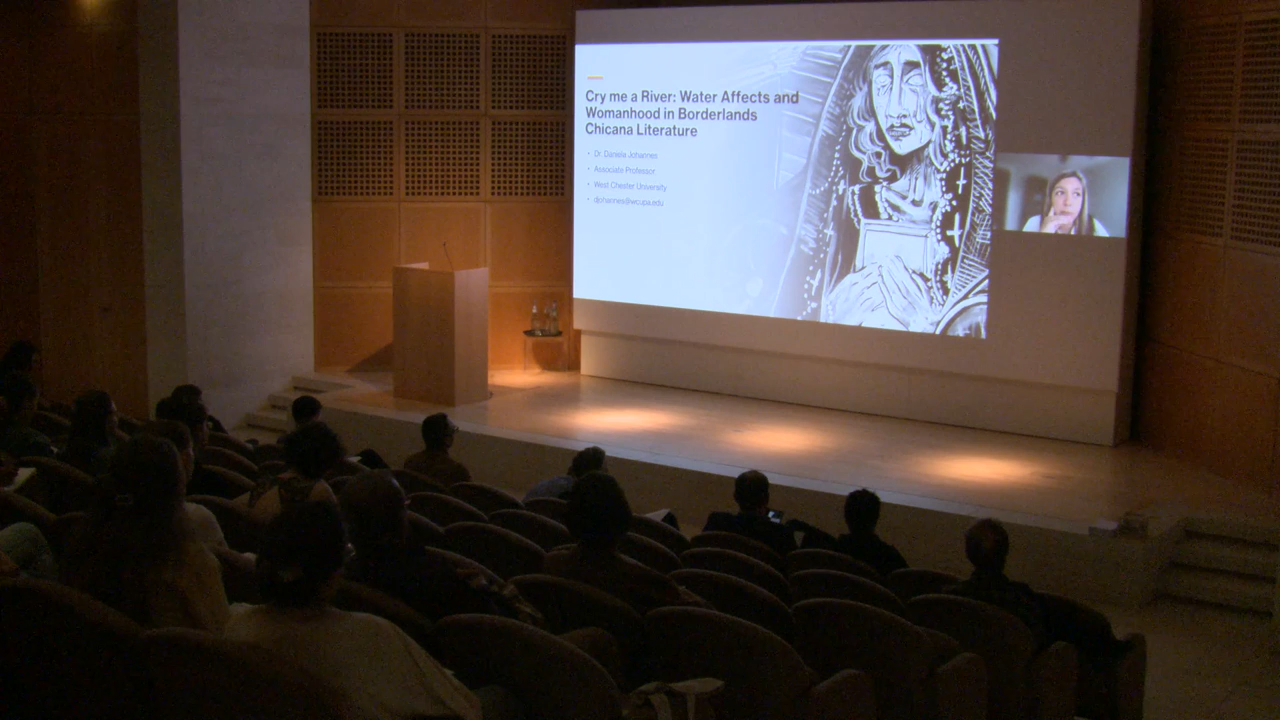 Cry me a River: Water Affects and
Womanhood in Borderlands
Chicana Literature
• Dr. Daniela Johannes
• Associate Professor
• West Chester University
• djohannes@wcupa.edu